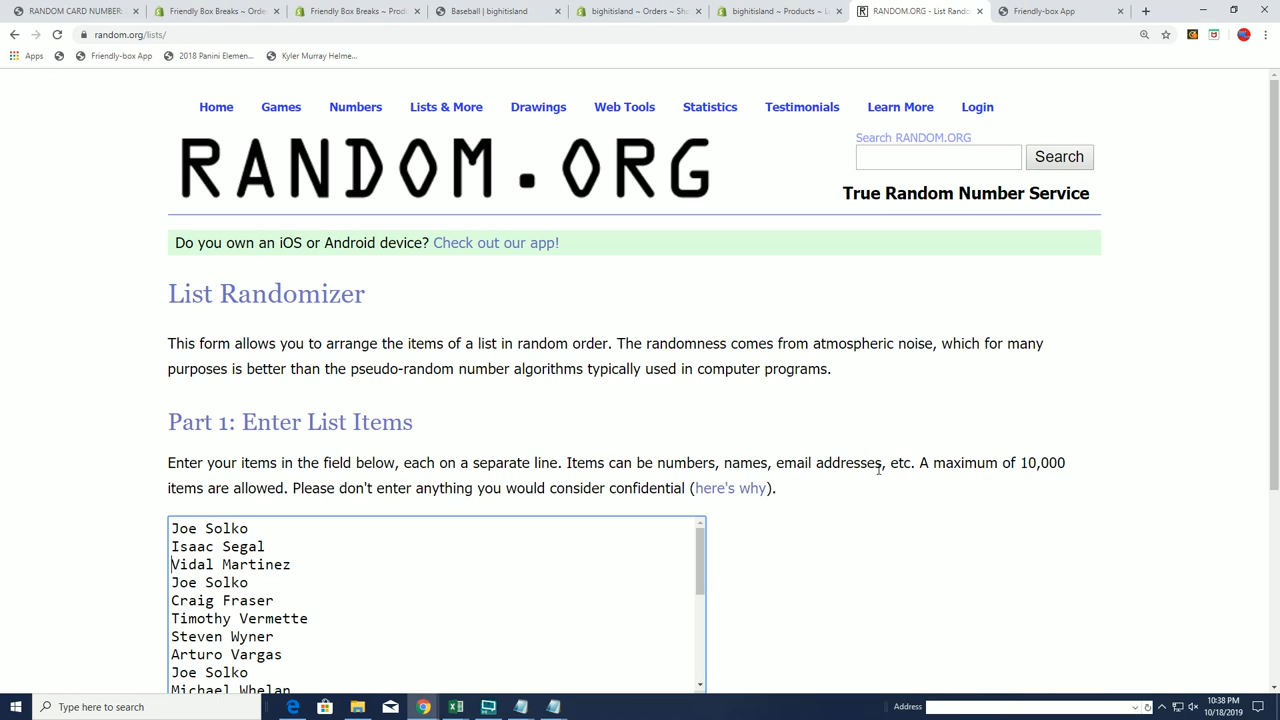 RANDOM CARD NUMBER:
Friendly Box Breaks ~ Orde
Friendly Box Breaks ~ Prod
Baseball | bighitisland
bighitisland ~ Orders ~ Sh
bighitisland ~ Products ~ L
RANDOM.ORG - List Rand
Friendly-box App
random.org/lists/
Apps
Friendly-box App
2018 Panini Elemen...
Kyler Murray Helme...
Home
Games
Numbers
Lists & More
Drawings
Web Tools
Statistics
Testimonials
Learn More
Login
RANDOM.ORG
Search RANDOM.ORG
Search
True Random Number Service
Do you own an iOS or Android device? Check out our app!
List Randomizer
This form allows you to arrange the items of a list in random order. The randomness comes from atmospheric noise, which for many
purposes is better than the pseudo-random number algorithms typically used in computer programs.
Part 1: Enter List Items
Enter your items in the field below, each on a separate line. Items can be numbers, names, email addresses, etc. A maximum of 10,000
items are allowed. Please don't enter anything you would consider confidential (here's why).
Joe Solko
Isaac Segal
Vidal Martinez
Joe Solko
Craig Fraser
Timothy Vermette
Steven Wyner
Arturo Vargas
Joe Solko
Michael Whelan
Type here to search
Address
10:38 PM
10/18/2019